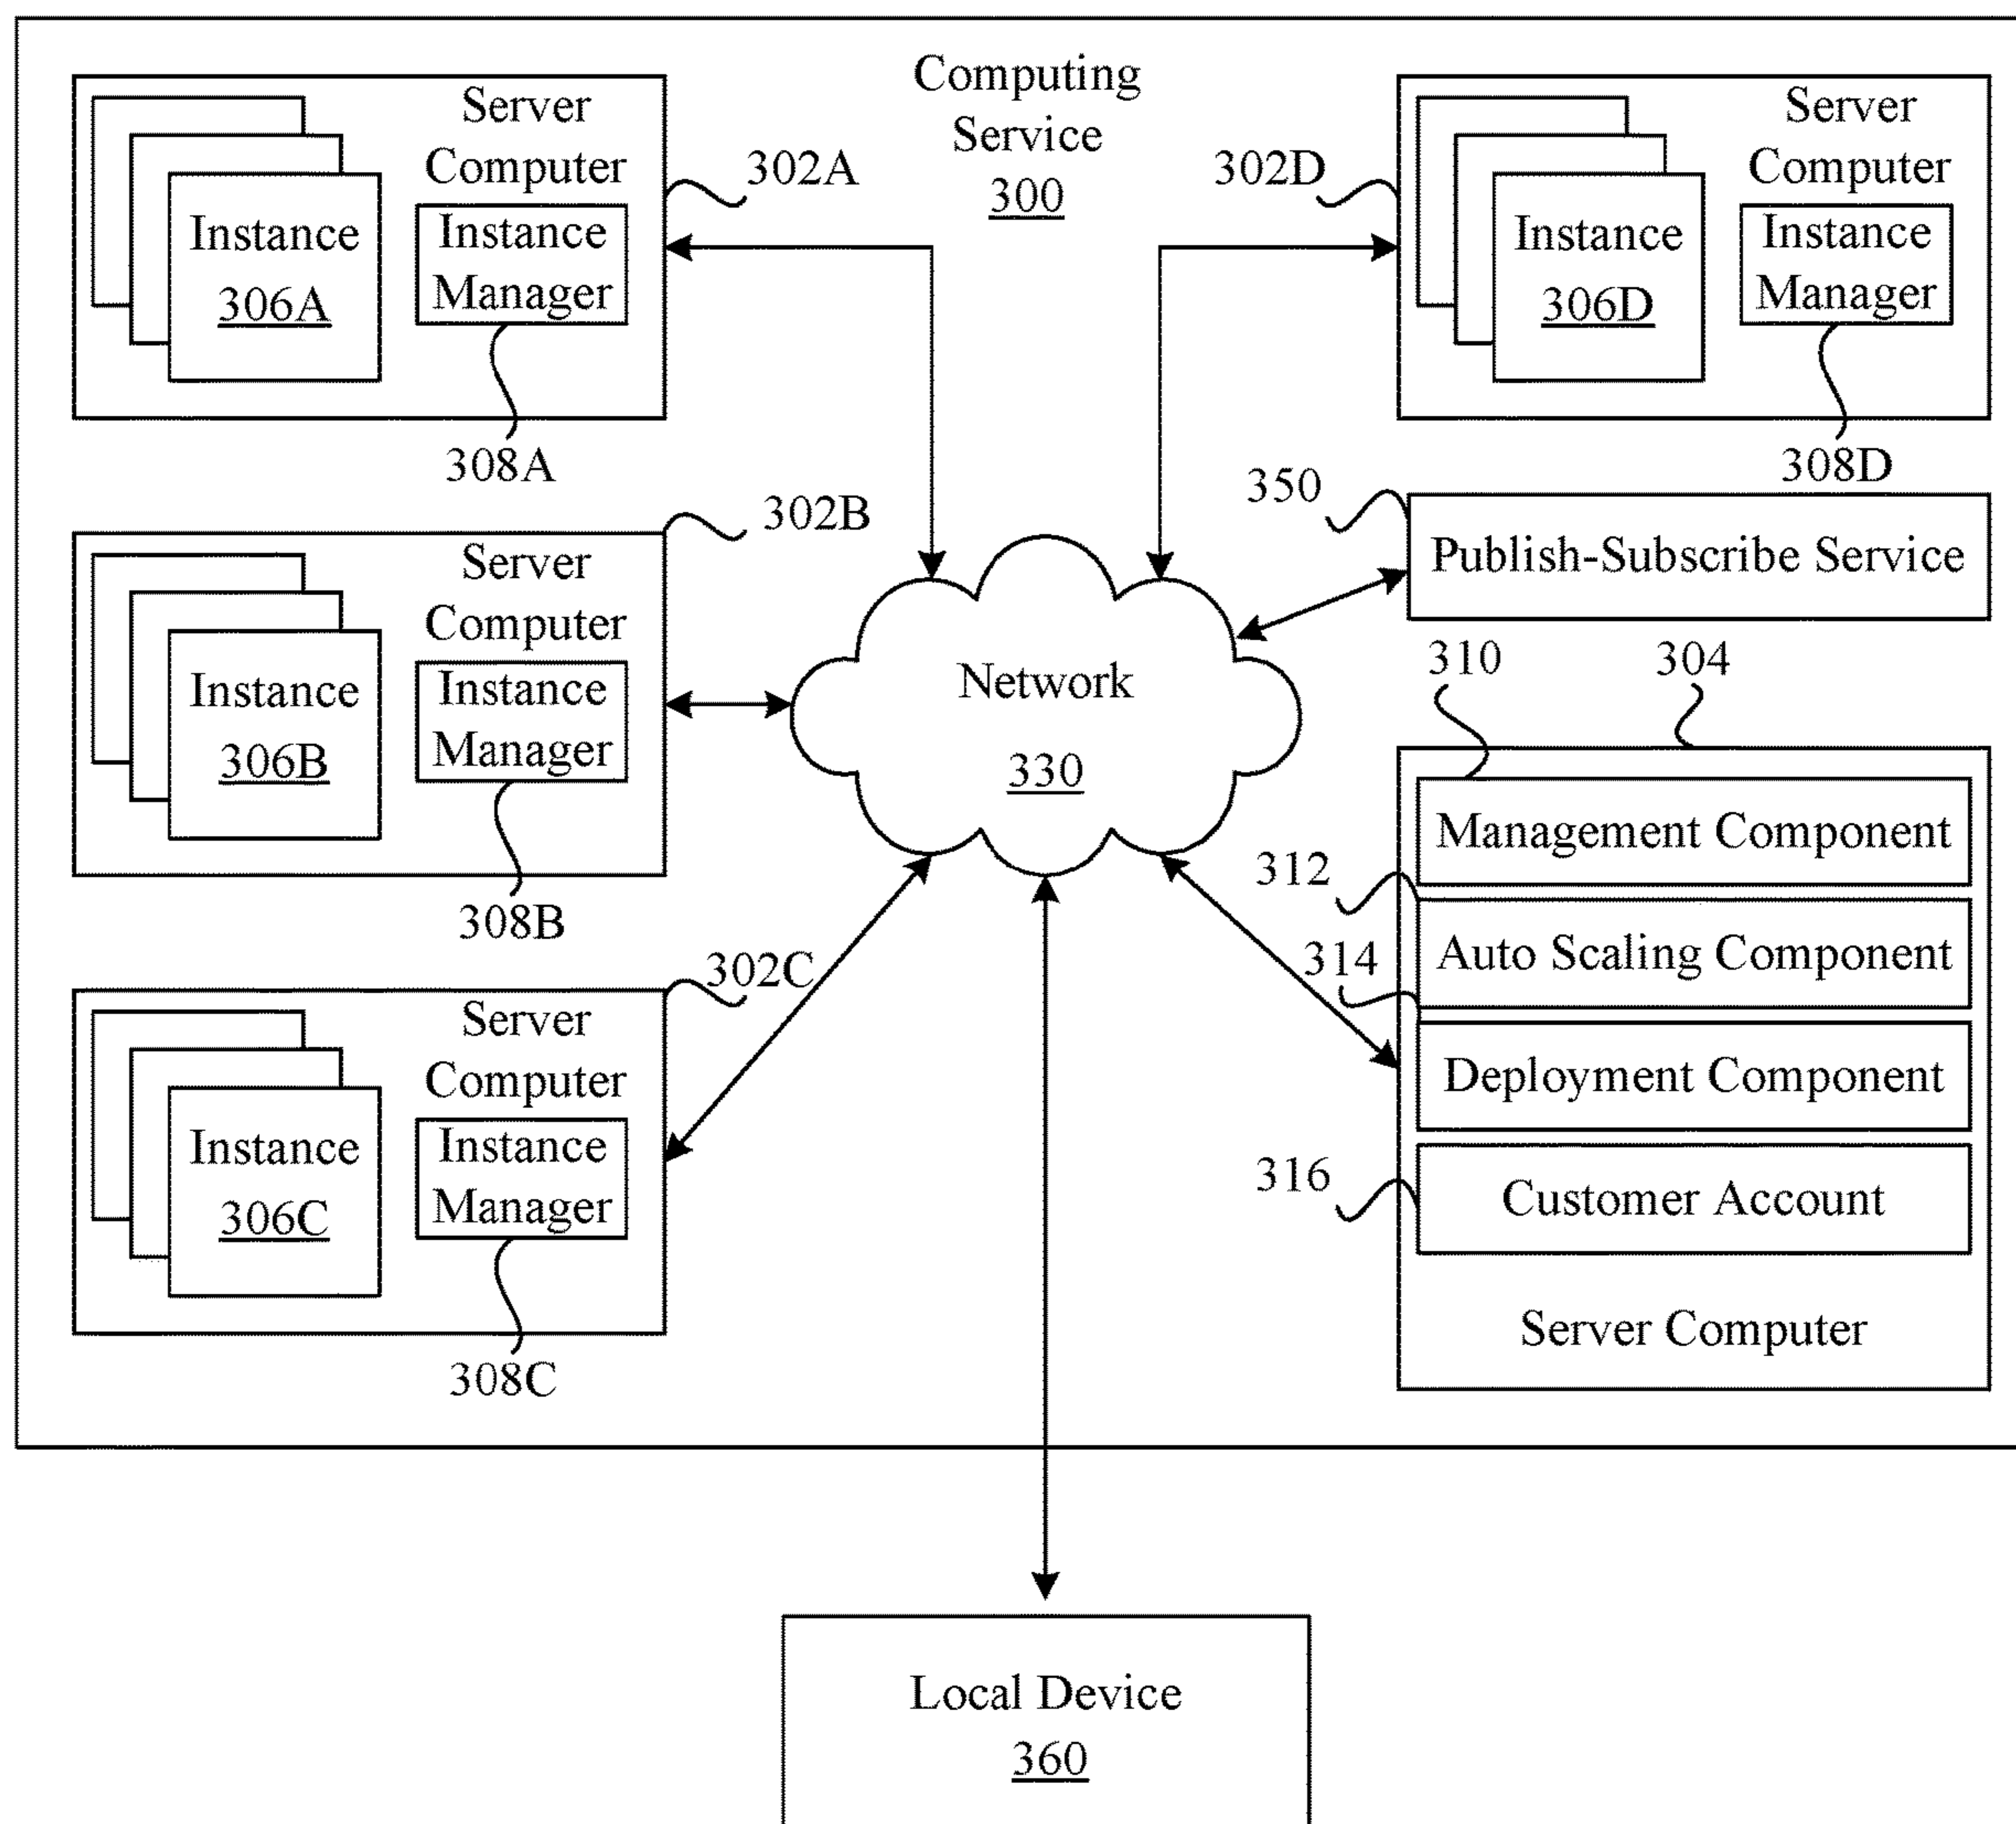 Computing
Service
300
Server
Computer
302A
Instance
306A
Instance
Manager
308A
Server
Computer
302B
Instance
306B
Instance
Manager
308B
Server
Computer
302C
Instance
306C
Instance
Manager
308C
Network
330
302D
Server
Computer
Instance
306D
Instance
Manager
308D
350
Publish-Subscribe Service
310
304
Management Component
312
Auto Scaling Component
314
Deployment Component
316
Customer Account
Server Computer
Local Device
360